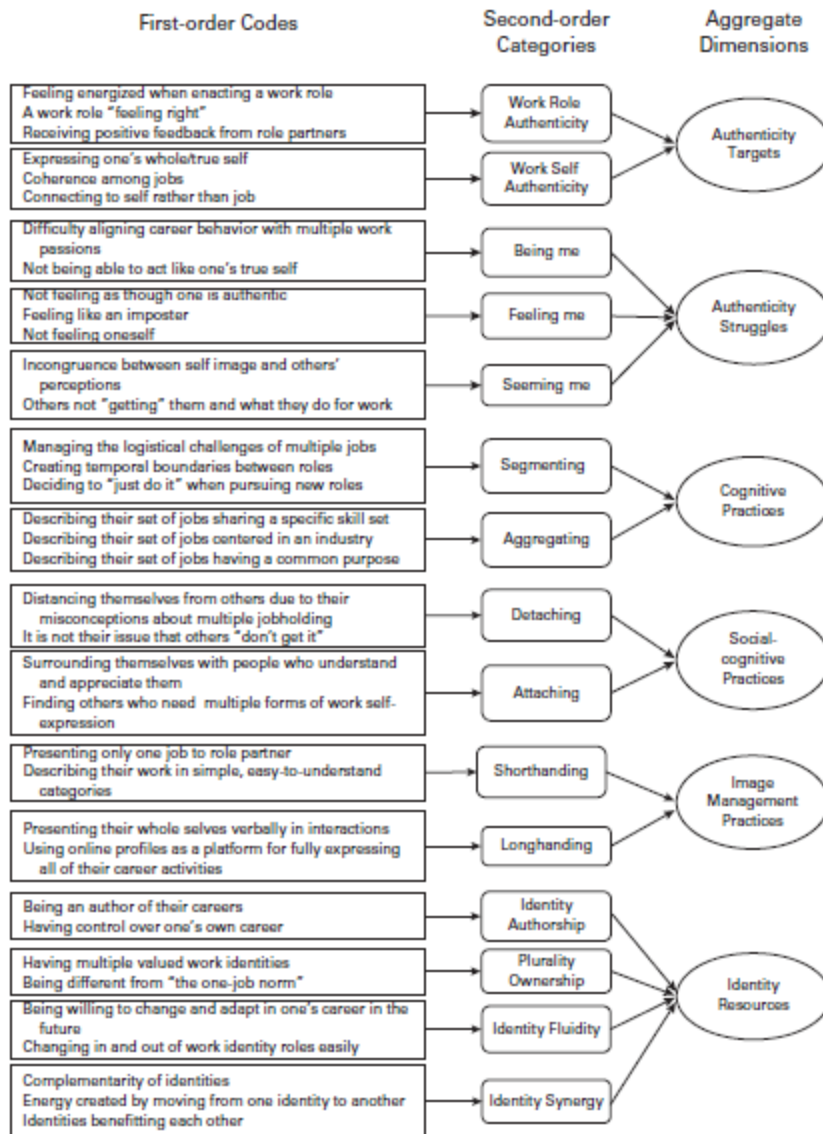 First-order Codes
Second-order
Categories
Aggregate
Dimensions
Feeling energized when enacting a work role
A work role "feeling right"
Receiving positive feedback from role partners
Work Role
Authenticity
Expressing one's whole/true self
Coherence among jobs
Connecting to self rather than job
Work Self
Authenticity
Authenticity
Targets
Difficulty aligning career behavior with multiple work
passions
Not being able to act like one's true self
Being me
Not feeling as though one is authentic
Feeling like an imposter
Not feeling oneself
Feeling me
Incongruence between self image and others'
perceptions
Others not "getting" them and what they do for work
Seeming me
Authenticity
Struggles
Managing the logistical challenges of multiple jobs
Creating temporal boundaries between roles
Deciding to "just do it" when pursuing new roles
Segmenting
Describing their set of jobs sharing a specific skill set
Describing their set of jobs centered in an industry
Describing their set of jobs having a common purpose
Aggregating
Cognitive
Practices
Distancing themselves from others due to their
misconceptions about multiple jobholding
It is not their issue that others "don't get it"
Detaching
Surrounding themselves with people who understand
and appreciate them
Finding others who need multiple forms of work self-
expression
Attaching
Social-
cognitive
Practices
Presenting only one job to role partner
Describing their work in simple, easy-to-understand
categories
Shorthanding
Presenting their whole selves verbally in interactions
Using online profiles as a platform for fully expressing
all of their career activities
Longhanding
Image
Management
Practices
Being an author of their careers
Having control over one's own career
Identity
Authorship
Having multiple valued work identities
Being different from "the one-job norm"
Plurality
Ownership
Being willing to change and adapt in one's career in the
future
Changing in and out of work identity roles easily
Identity Fluidity
Complementarity of identities
Energy created by moving from one identity to another
Identities benefitting each other
Identity Synergy
Identity
Resources